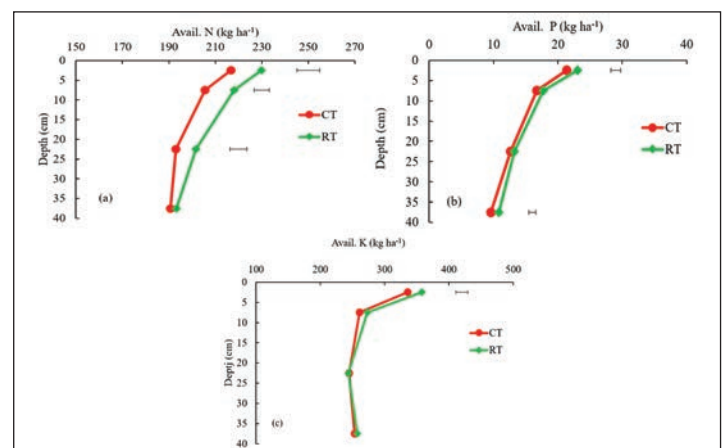 Avail. N (kg ha-1)
150 170 190 210 230 250 270
0
5
10
15
20
25
30
35
40
Depth (cm)
CT
RT
(a)
Avail. P (kg ha-1)
0 10 20 30 40
0
5
10
15
20
25
30
35
40
Depth (cm)
CT
RT
(b)
Avail. K (kg ha-1)
100 200 300 400 500
0
5
10
15
20
25
30
35
40
Deptj (cm)
CT
RT
(c)